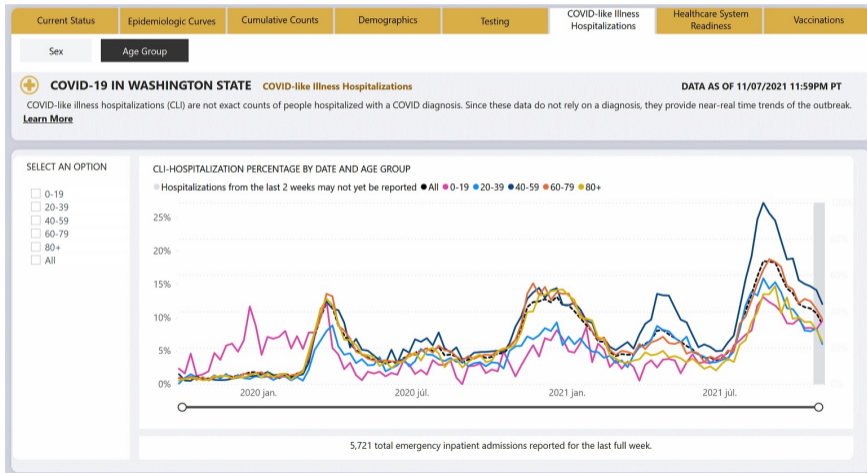 Current Status
Epidemiologic Curves
Cumulative Counts
Demographics
Testing
COVID-like Illness
Hospitalizations
Healthcare System
Readiness
Vaccinations
Sex
Age Group
COVID-19 IN WASHINGTON STATE COVID-like Illness Hospitalizations DATA AS OF 11/07/2021 11:59PM PT
COVID-like illness hospitalizations (CLI) are not exact counts of people hospitalized with a COVID diagnosis. Since these data do not rely on a diagnosis, they provide near-real time trends of the outbreak.
Learn More
SELECT AN OPTION
0-19
20-39
40-59
60-79
80+
All
CLI-HOSPITALIZATION PERCENTAGE BY DATE AND AGE GROUP
Hospitalizations from the last 2 weeks may not yet be reported All 0-19 20-39 40-59 60-79 80+
25%
20%
15%
10%
5%
0%
2020 jan. 2020 júl. 2021 jan. 2021 júl.
5,721 total emergency inpatient admissions reported for the last full week.